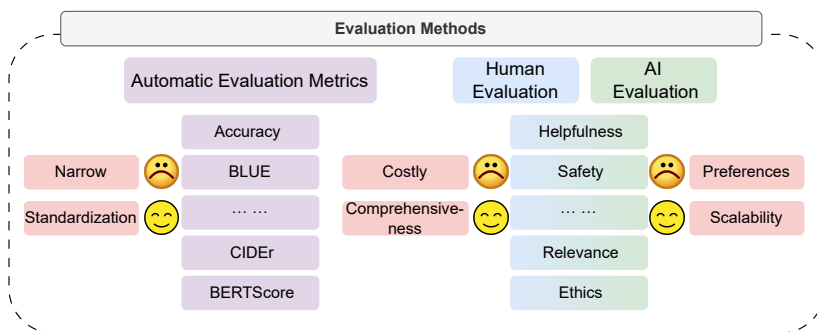 Evaluation Methods
Automatic Evaluation Metrics
Human
Evaluation
AI
Evaluation
Accuracy
Helpfulness
Narrow
BLUE
Costly
Safety
Preferences
Standardization
... ...
Comprehensive-
ness
... ...
Scalability
CIDEr
Relevance
BERTScore
Ethics